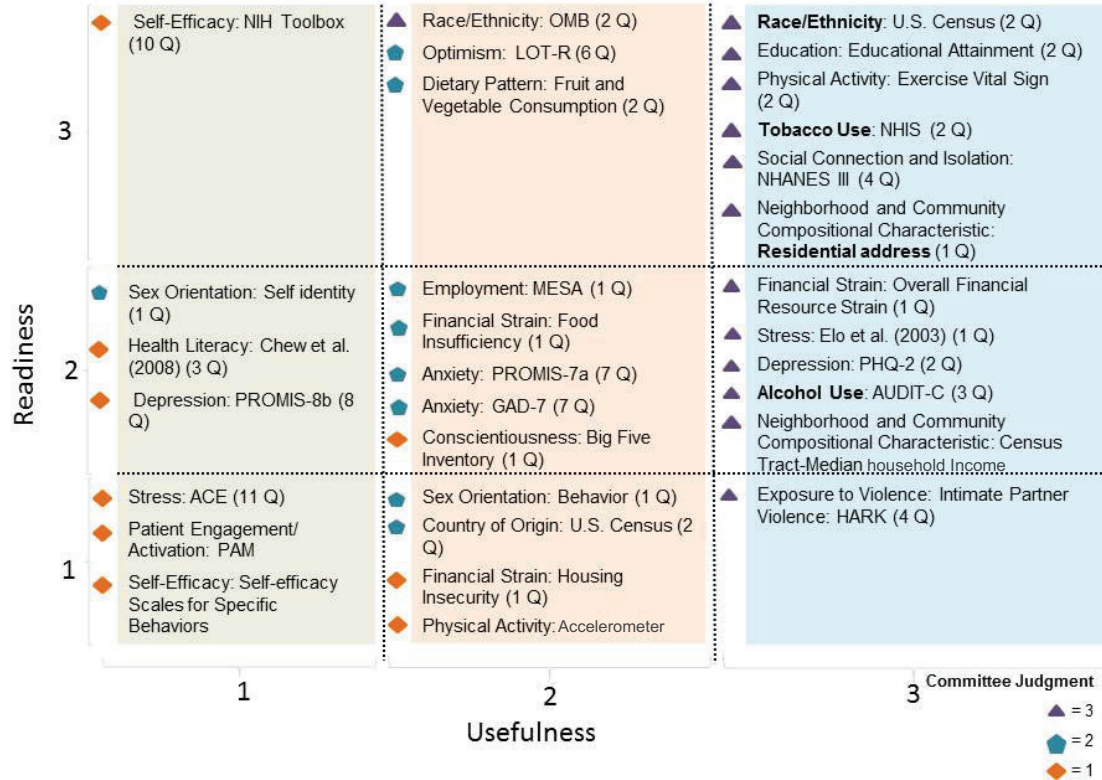 3
Self-Efficacy: NIH Toolbox
(10 Q)
Race/Ethnicity: OMB (2 Q)
Optimism: LOT-R (6 Q)
Dietary Pattern: Fruit and
Vegetable Consumption (2 Q)
Race/Ethnicity: U.S. Census (2 Q)
Education: Educational Attainment (2 Q)
Physical Activity: Exercise Vital Sign
(2 Q)
Tobacco Use: NHIS (2 Q)
Social Connection and Isolation:
NHANES III (4 Q)
Neighborhood and Community
Compositional Characteristic:
Residential address (1 Q)
Readiness
2
Sex Orientation: Self identity
(1 Q)
Health Literacy: Chew et al.
(2008) (3 Q)
Depression: PROMIS-8b (8
Q)
Employment: MESA (1 Q)
Financial Strain: Food
Insufficiency (1 Q)
Anxiety: PROMIS-7a (7 Q)
Anxiety: GAD-7 (7 Q)
Conscientiousness: Big Five
Inventory (1 Q)
Financial Strain: Overall Financial
Resource Strain (1 Q)
Stress: Elo et al. (2003) (1 Q)
Depression: PHQ-2 (2 Q)
Alcohol Use: AUDIT-C (3 Q)
Neighborhood and Community
Compositional Characteristic: Census
Tract-Median household Income
1
Stress: ACE (11 Q)
Patient Engagement/
Activation: PAM
Self-Efficacy: Self-efficacy
Scales for Specific
Behaviors
Sex Orientation: Behavior (1 Q)
Country of Origin: U.S. Census (2
Q)
Financial Strain: Housing
Insecurity (1 Q)
Physical Activity: Accelerometer
Exposure to Violence: Intimate Partner
Violence: HARK (4 Q)
1
2
3
Usefulness
Committee Judgment
= 3
= 2
= 1